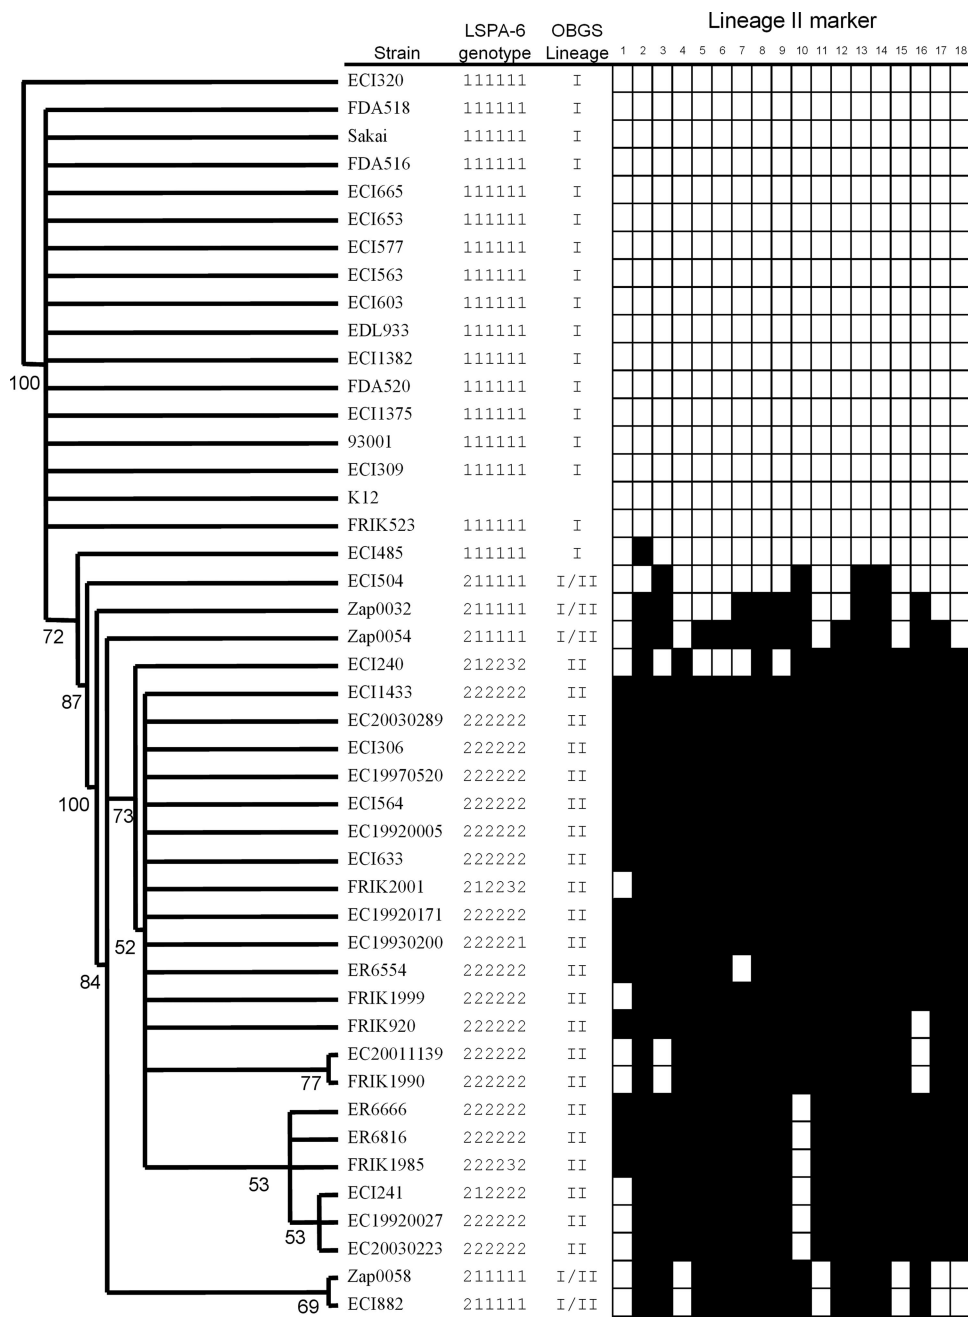 Lineage II marker
LSPA-6 OBGS
Strain genotype Lineage 1 2 3 4 5 6 7 8 9 10 11 12 13 14 15 16 17 18
ECI320 111111 I
FDA518 111111 I
Sakai 111111 I
FDA516 111111 I
ECI665 111111 I
ECI653 111111 I
ECI577 111111 I
ECI563 111111 I
ECI603 111111 I
EDL933 111111 I
ECI1382 111111 I
100 FDA520 111111 I
ECI1375 111111 I
93001 111111 I
ECI309 111111 I
K12
FRIK523 111111 I
ECI485 111111 I
ECI504 211111 I/II
Zap0032 211111 I/II
72 Zap0054 211111 I/II
ECI240 212232 II
87 ECI1433 222222 II
EC20030289 222222 II
ECI306 222222 II
EC19970520 222222 II
100 ECI564 222222 II
73 EC19920005 222222 II
ECI633 222222 II
FRIK2001 212232 II
EC19920171 222222 II
52 EC19930200 222221 II
84 ER6554 222222 II
FRIK1999 222222 II
FRIK920 222222 II
EC20011139 222222 II
77 FRIK1990 222222 II
ER6666 222222 II
ER6816 222222 II
53 FRIK1985 222232 II
ECI241 212222 II
EC19920027 222222 II
53 EC20030223 222222 II
Zap0058 211111 I/II
69 ECI882 211111 I/II